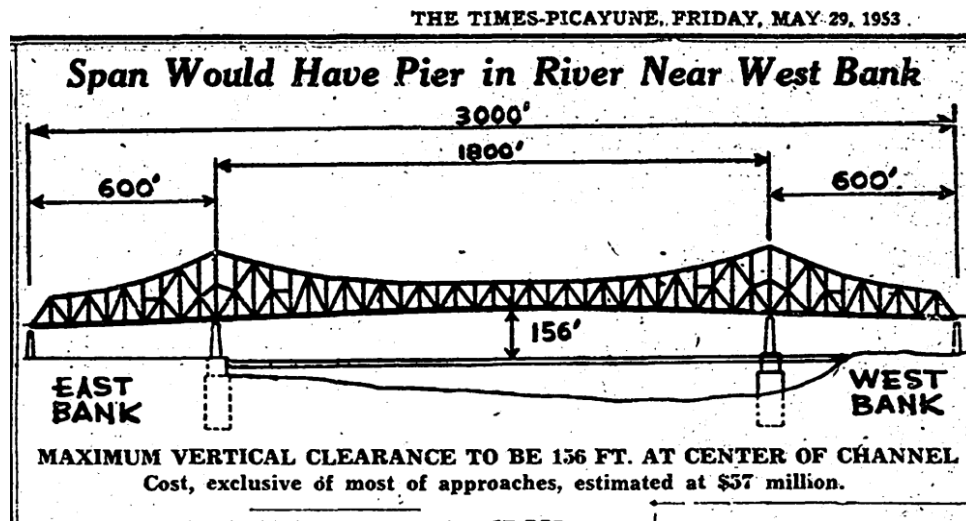 THE TIMES-PICAYUNE, FRIDAY, MAY 29, 1953
Span Would Have Pier in River Near West Bank
3000'
1800'
600'
600'
156'
EAST
BANK
WEST
BANK
MAXIMUM VERTICAL CLEARANCE TO BE 156 FT. AT CENTER OF CHANNEL
Cost, exclusive of most of approaches, estimated at $57 million.